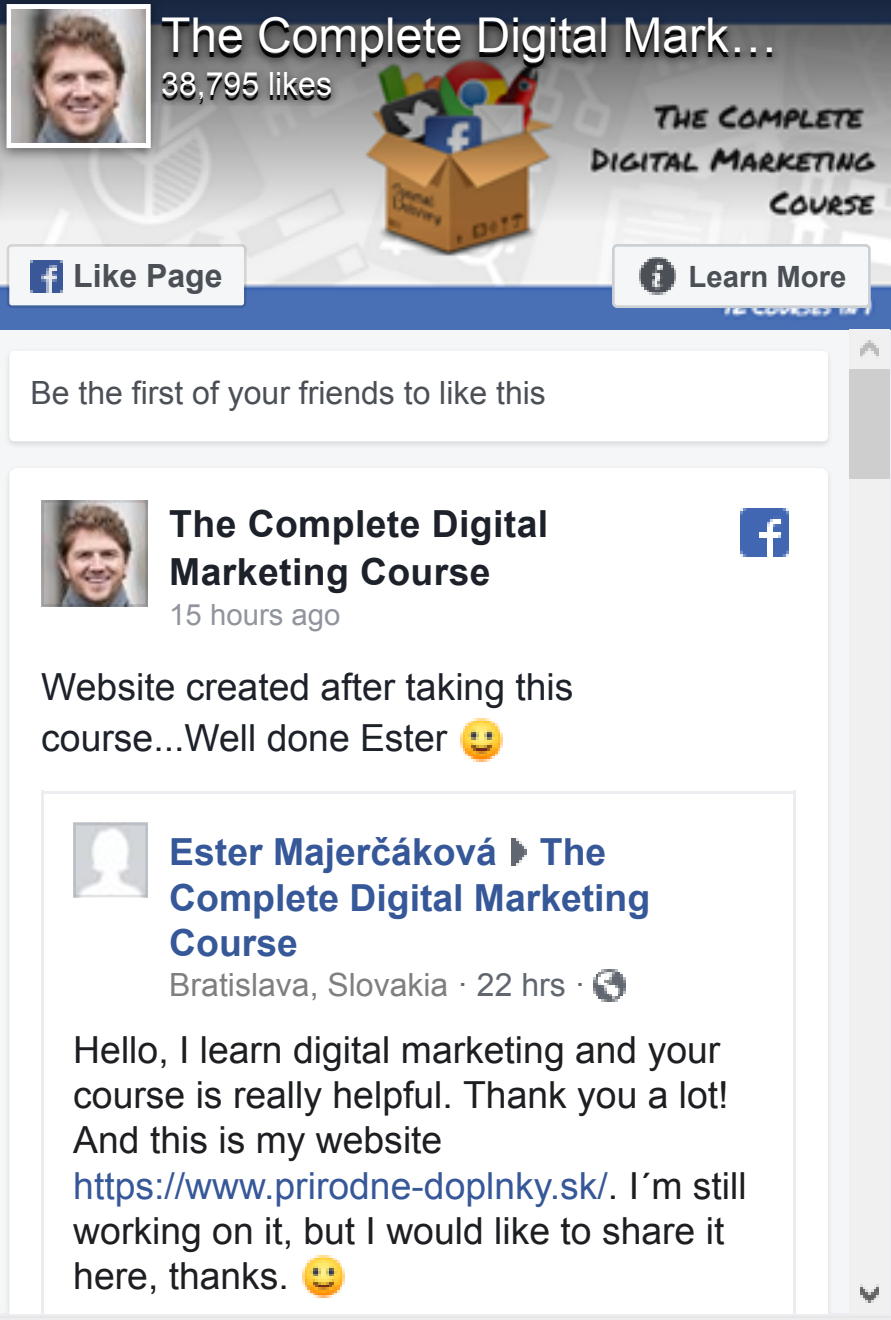 The Complete Digital Mark...
38,795 likes
THE COMPLETE
DIGITAL MARKETING
COURSE
Like Page
Learn More
Be the first of your friends to like this
The Complete Digital
Marketing Course
15 hours ago
Website created after taking this
course...Well done Ester
Ester Majerčáková The
Complete Digital Marketing
Course
Bratislava, Slovakia · 22 hrs ·
Hello, I learn digital marketing and your
course is really helpful. Thank you a lot!
And this is my website
https://www.prirodne-doplnky.sk/. I´m still
working on it, but I would like to share it
here, thanks.